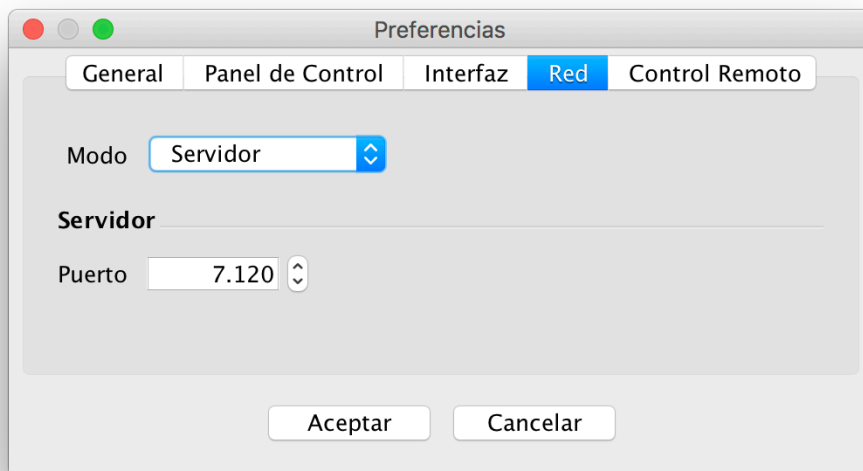 Preferencias
General Panel de Control Interfaz Red Control Remoto
Modo Servidor
Servidor
Puerto 7.120
Aceptar Cancelar